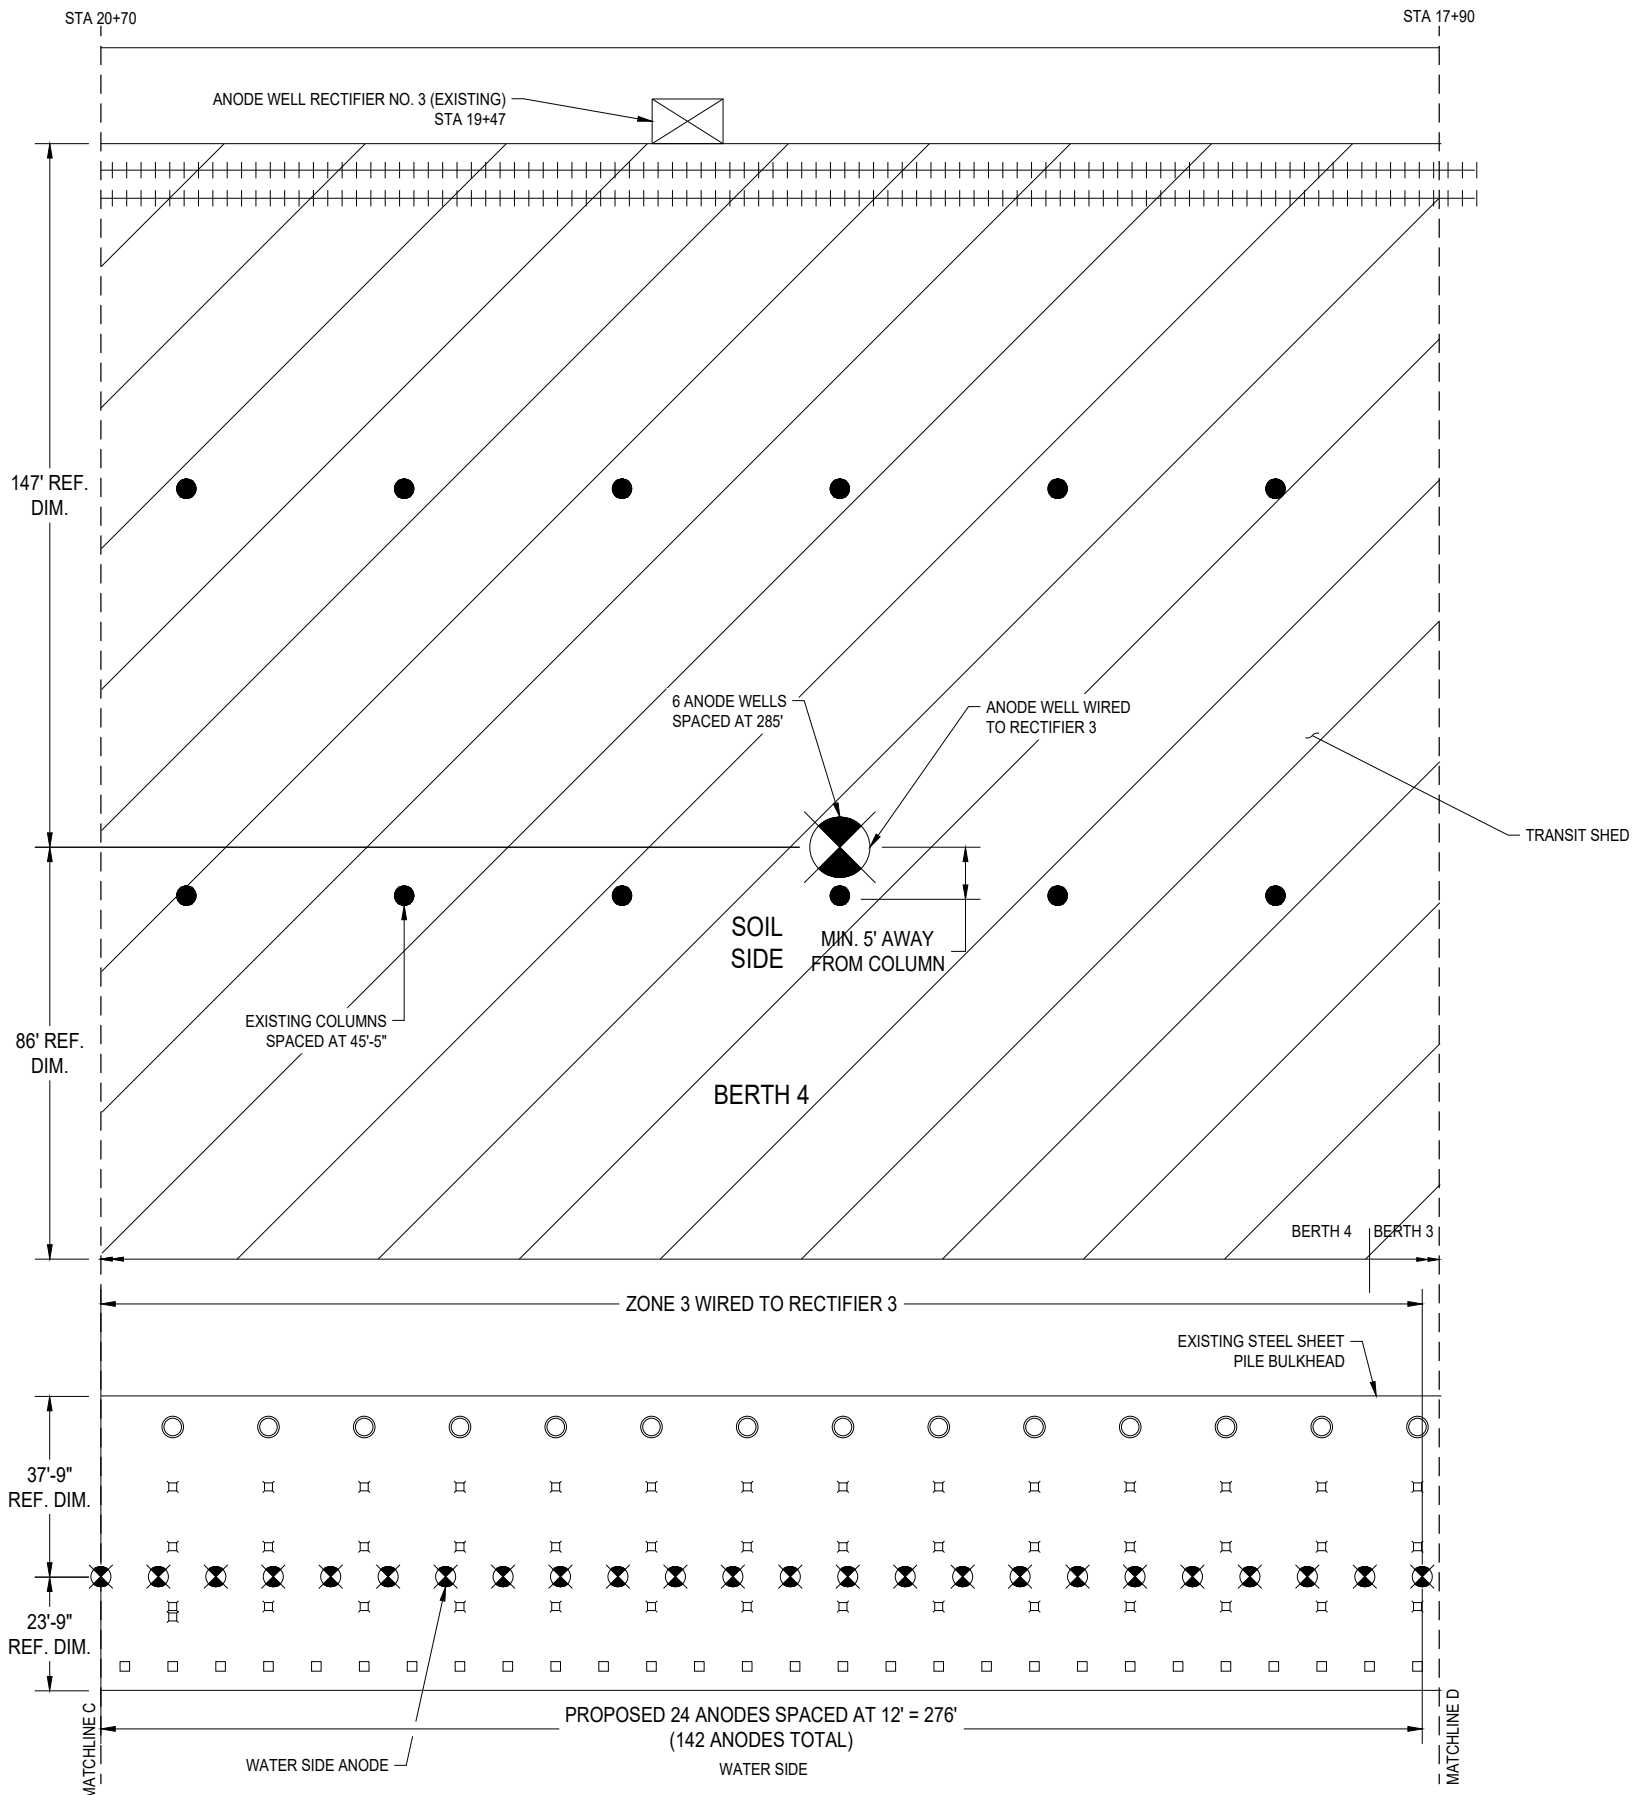 STA 20+70
STA 17+90
ANODE WELL RECTIFIER NO. 3 (EXISTING)
STA 19+47
147' REF.
DIM.
6 ANODE WELLS
SPACED AT 285'
ANODE WELL WIRED
TO RECTIFIER 3
TRANSIT SHED
SOIL
SIDE
MIN. 5' AWAY
FROM COLUMN
EXISTING COLUMNS
SPACED AT 45'-5"
86' REF.
DIM.
BERTH 4
BERTH 4
BERTH 3
ZONE 3 WIRED TO RECTIFIER 3
EXISTING STEEL SHEET
PILE BULKHEAD
37'-9"
REF. DIM.
23'-9"
REF. DIM.
PROPOSED 24 ANODES SPACED AT 12' = 276'
(142 ANODES TOTAL)
WATER SIDE ANODE
WATER SIDE
MATCHLINE C
MATCHLINE D